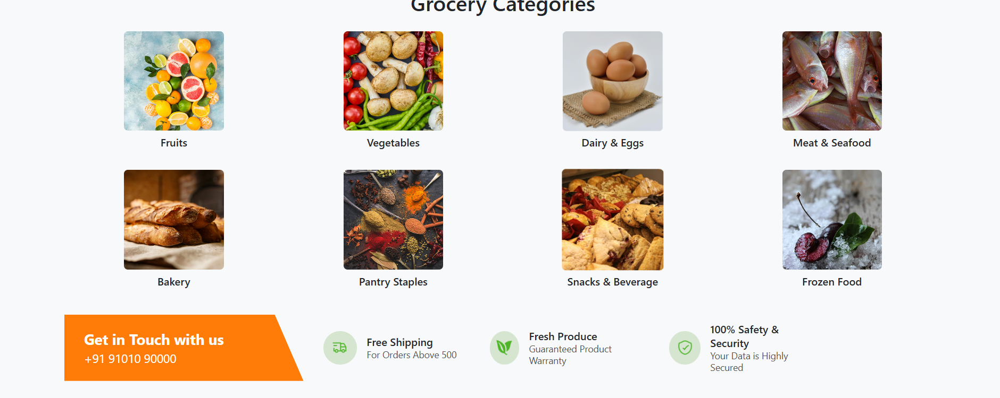 Grocery Categories
Fruits
Vegetables
Dairy & Eggs
Meat & Seafood
Bakery
Pantry Staples
Snacks & Beverage
Frozen Food
Get in Touch with us
+91 91010 90000
Free Shipping
For Orders Above 500
Fresh Produce
Guaranteed Product
Warranty
100% Safety &
Security
Your Data is Highly
Secured